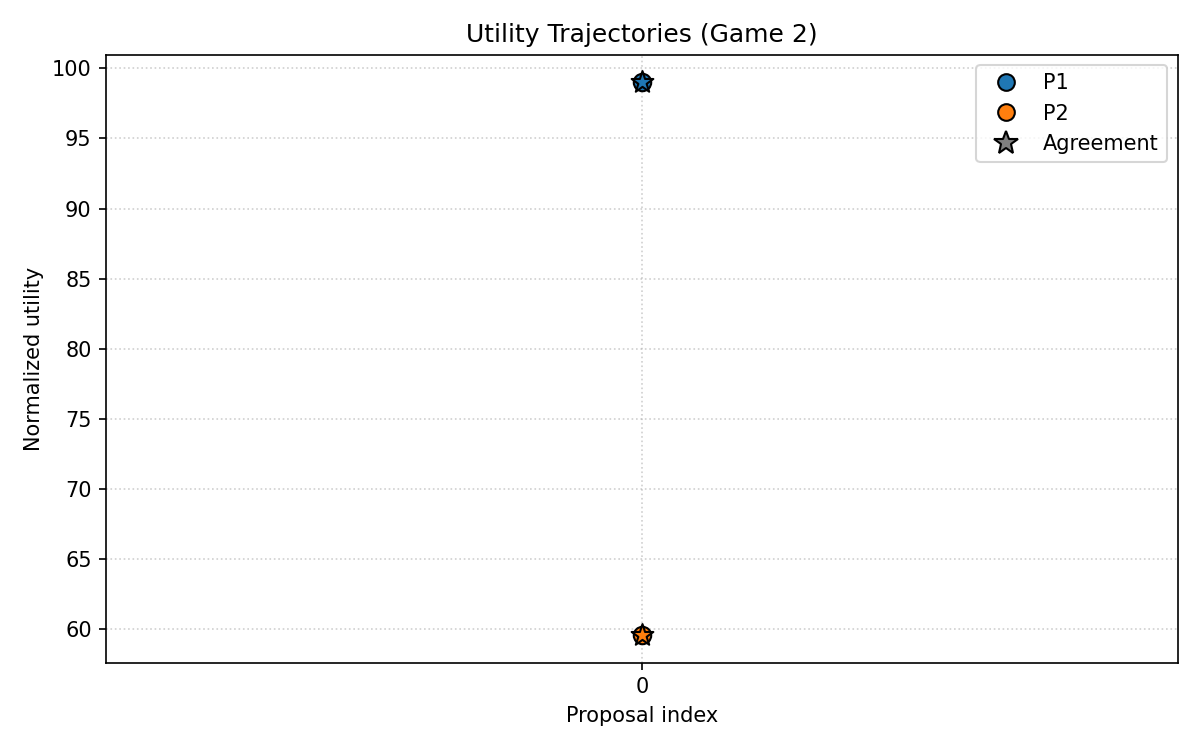 Utility Trajectories (Game 2)
100
95
90
85
80
75
70
65
60
Normalized utility
0
Proposal index
P1
P2
Agreement